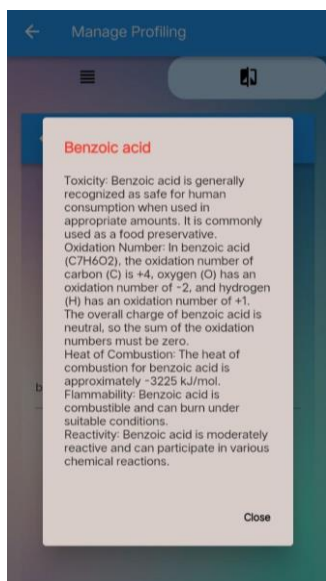 Manage Profiling
Benzoic acid
Toxicity: Benzoic acid is generally
recognized as safe for human
consumption when used in
appropriate amounts. It is commonly
used as a food preservative.
Oxidation Number: In benzoic acid
(C7H6O2), the oxidation number of
carbon (C) is +4, oxygen (O) has an
oxidation number of -2, and hydrogen
(H) has an oxidation number of +1.
The overall charge of benzoic acid is
neutral, so the sum of the oxidation
numbers must be zero.
Heat of Combustion: The heat of
combustion for benzoic acid is
approximately -3225 kJ/mol.
Flammability: Benzoic acid is
combustible and can burn under
suitable conditions.
Reactivity: Benzoic acid is moderately
reactive and can participate in various
chemical reactions.
b
Close